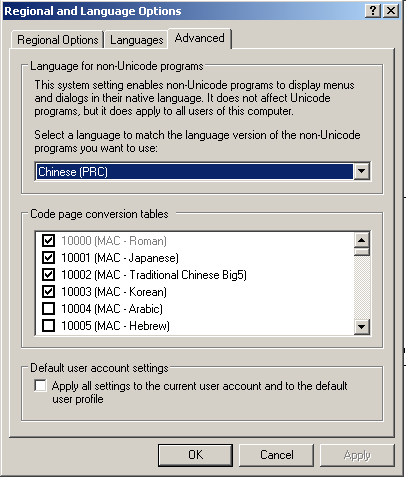 Regional and Language Options
Regional Options
Languages
Advanced
Language for non-Unicode programs
This system setting enables non-Unicode programs to display menus
and dialogs in their native language. It does not affect Unicode
programs, but it does apply to all users of this computer.
Select a language to match the language version of the non-Unicode
programs you want to use:
Chinese (PRC)
Code page conversion tables
10000 (MAC - Roman)
10001 (MAC - Japanese)
10002 (MAC - Traditional Chinese Big5)
10003 (MAC - Korean)
10004 (MAC - Arabic)
10005 (MAC - Hebrew)
Default user account settings
Apply all settings to the current user account and to the default
user profile
OK
Cancel
Apply